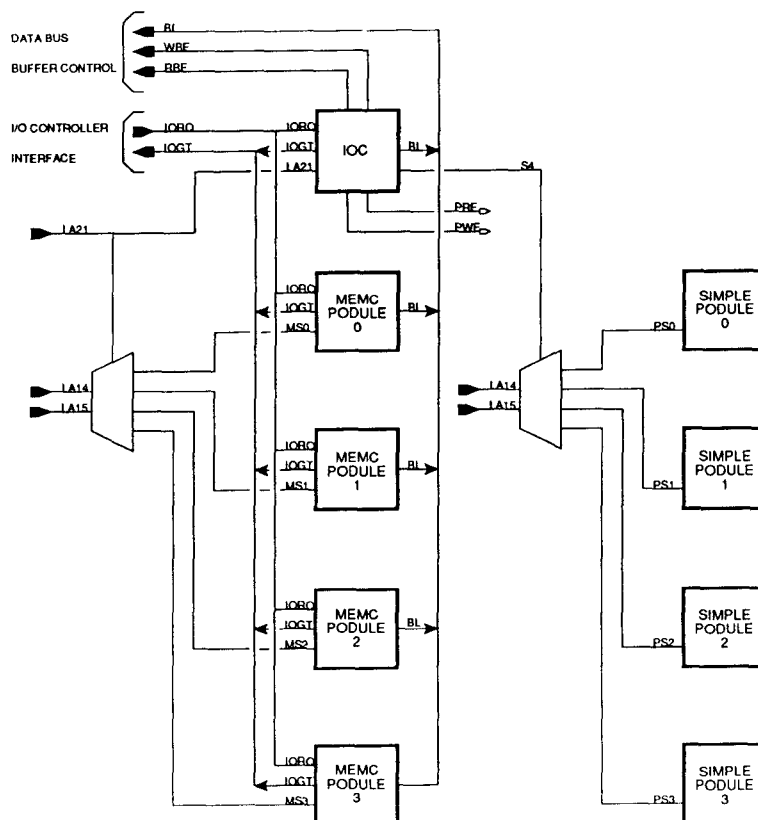 DATA BUS
BUFFER CONTROL
BL
WBE
RBE
I/O CONTROLLER
INTERFACE
IORQ
IOGT
IORQ
IOGT
LA21
IOC
BL
S4
PRE
PWE
LA21
IORQ
IOGT
MS0
MEMC
PODULE
0
BL
SIMPLE
PODULE
0
PS0
LA14
LA15
LA14
LA15
IORQ
IOGT
MS1
MEMC
PODULE
1
BL
SIMPLE
PODULE
1
PS1
IORQ
IOGT
MS2
MEMC
PODULE
2
BL
SIMPLE
PODULE
2
PS2
IORQ
IOGT
MS3
MEMC
PODULE
3
SIMPLE
PODULE
3
PS3